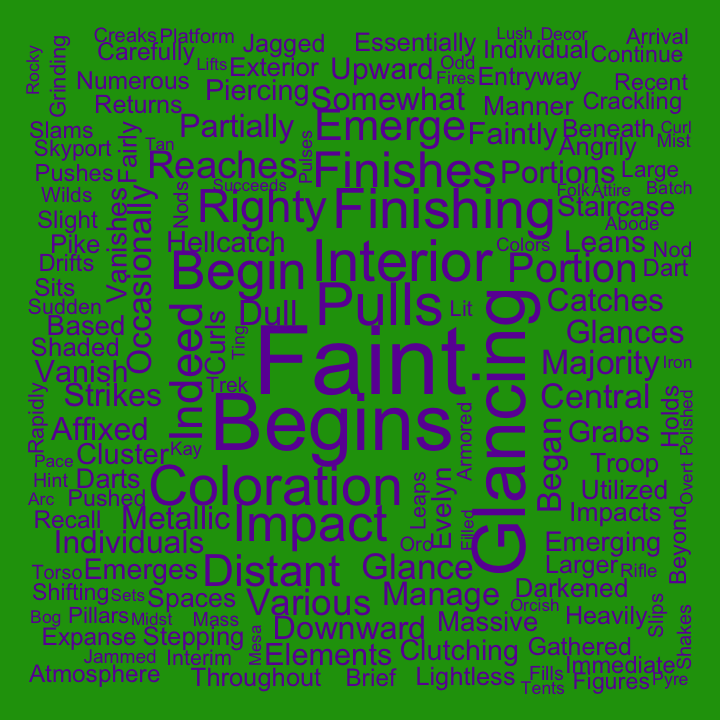 Creaks
Platform
Essentially
Lush
Decor
Arrival
Rocky
Grinding
Carefully
Jagged
Individual
Continue
Lifts
Exterior
Upward
Odd
Fires
Entryway
Recent
Numerous
Piercing
Somewhat
Manner
Crackling
Returns
Partially
Emerge
Faintly
Beneath
Curl
Slams
Skyport
Fairly
Tan
Pulses
Angrily
Mist
Pushes
Reaches
Finishes
Portions
Large
Wilds
Nods
Succeeds
Folk
Attire
Batch
Slight
Vanishes
Occasionally
Righty
Finishing
Staircase
Abode
Pike
Hellcatch
Interior
Colors
Leans
Nod
Drifts
Begin
Portion
Dart
Sits
Pulls
Catches
Sudden
Indeed
Dull
Lit
Glancing
Based
Curls
Ting
Faint
Glances
Shaded
Vanish
Trek
Majority
Iron
Strikes
Begins
Central
Holds
Polished
Rapidly
Affixed
Armored
Began
Grabs
Cluster
Kay
Pace
Troop
Hint
Darts
Coloration
Leaps
Evelyn
Utilized
Overt
Arc
Pushed
Recall
Metallic
Impact
Filled
Impacts
Beyond
Individuals
Oro
Emerging
Torso
Emerges
Distant
Glance
Larger
Rifle
Shifting
Sets
Spaces
Various
Manage
Darkened
Orcish
Bog
Pillars
Midst
Mass
Downward
Massive
Heavily
Slips
Shakes
Expanse
Stepping
Mesa
Elements
Clutching
Gathered
Jammed
Interim
Immediate
Atmosphere
Throughout
Brief
Lightless
Fills
Tents
Figures
Pyre